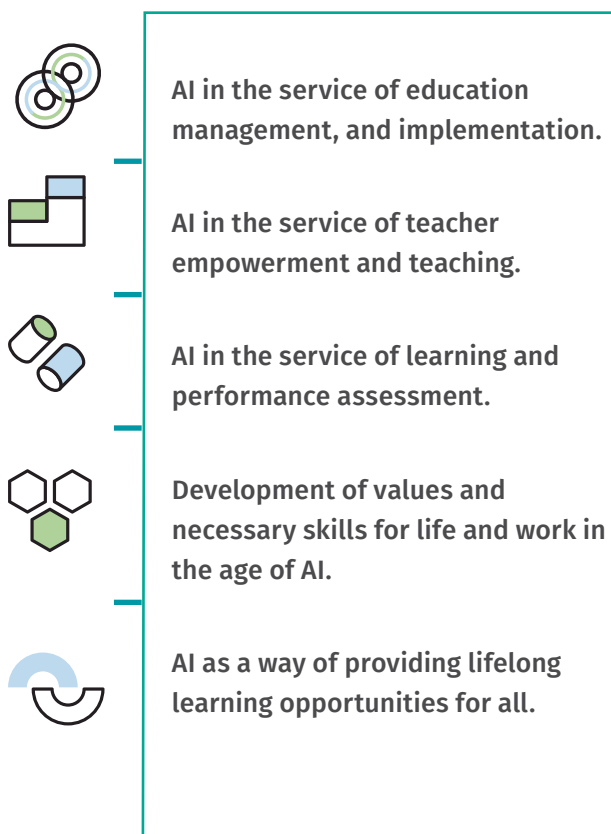 AI in the service of education
management, and implementation.
AI in the service of teacher
empowerment and teaching.
AI in the service of learning and
performance assessment.
Development of values and
necessary skills for life and work in
the age of AI.
AI as a way of providing lifelong
learning opportunities for all.